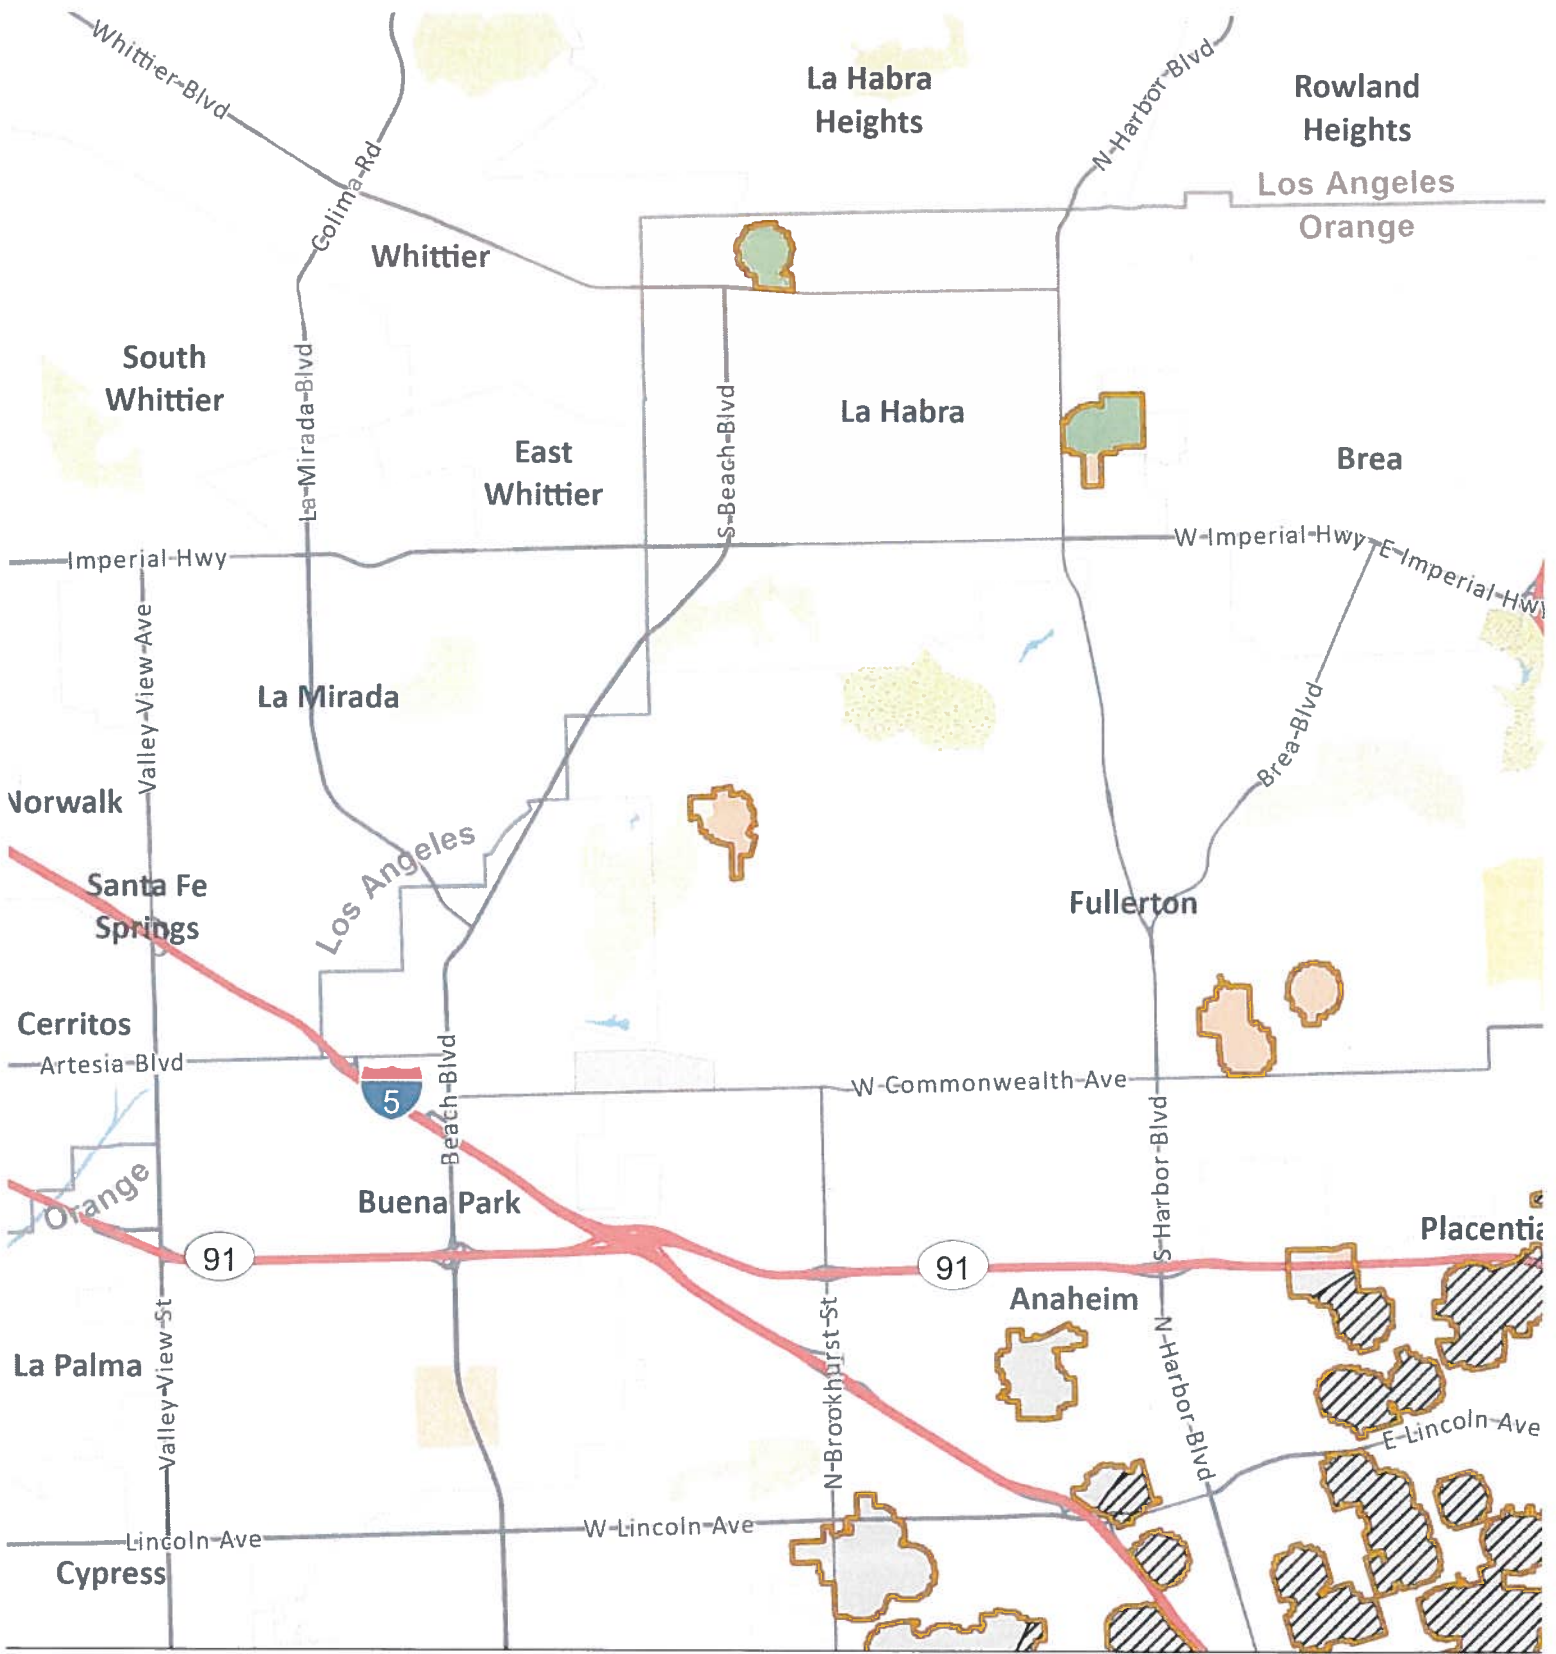 Whittier-Blvd
Colima-Rd
La Habra
Heights
N-Harbor-Blvd
Rowland
Heights
Los Angeles
Orange
Whittier
South
Whittier
La-Mirada-Blvd
East
Whittier
S-Beach-Blvd
La Habra
Brea
Imperial-Hwy
W-Imperial-Hwy
E-Imperial-Hwy
Valley-View-Ave
La Mirada
Brea-Blvd
Norwalk
Los Angeles
Santa Fe
Springs
Fullerton
Cerritos
Artesia-Blvd
Beach-Blvd
5
W-Commonwealth-Ave
S-Harbor-Blvd
Orange
Buena Park
Placentia
91
91
Anaheim
La Palma
Valley-View-St
N-Brookhurst-St
N-Harbor-Blvd
E-Lincoln-Ave
Lincoln-Ave
W-Lincoln-Ave
Cypress